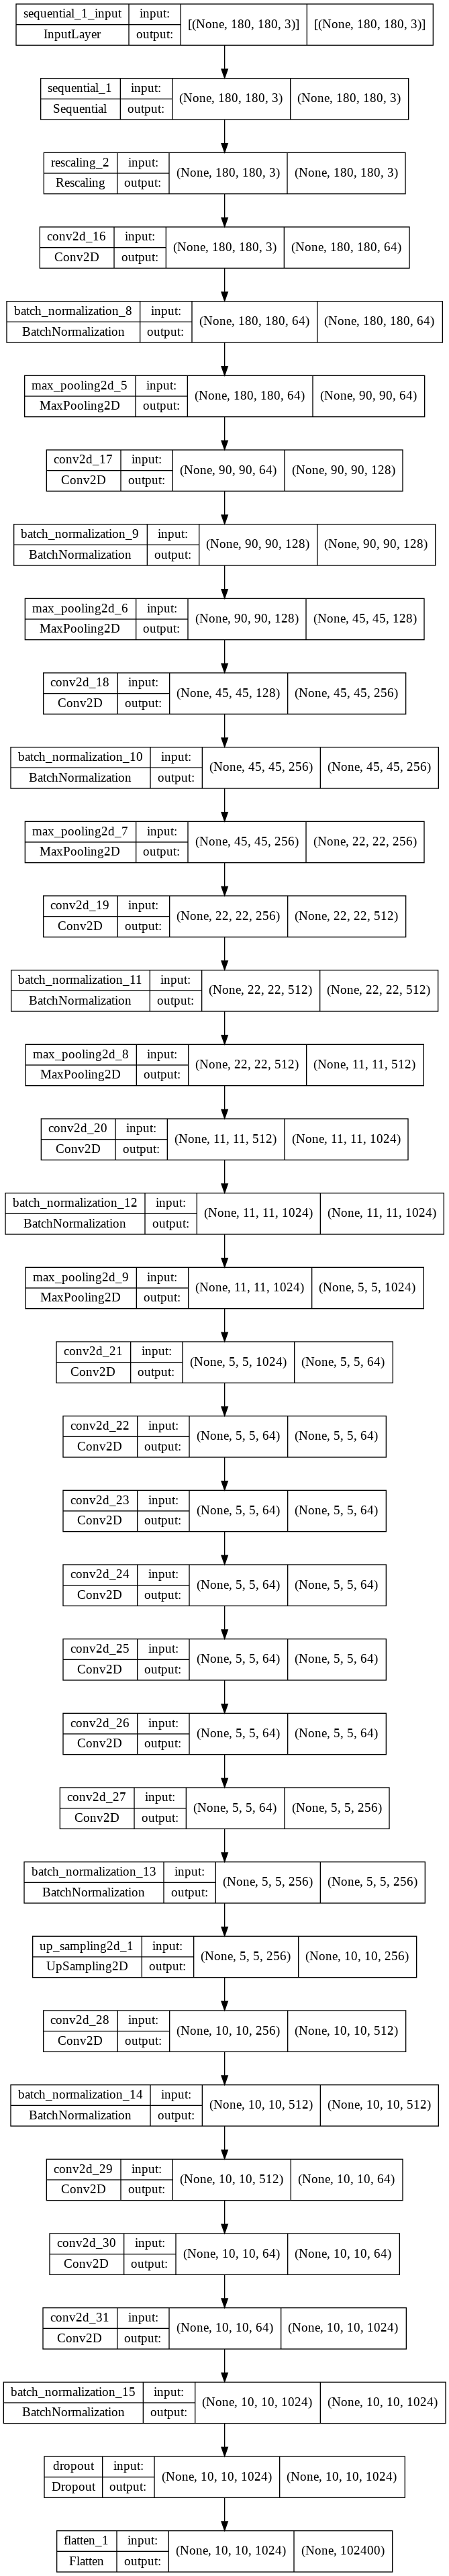 sequential_1_input input: [(None, 180, 180, 3)] [(None, 180, 180, 3)]
InputLayer output:
sequential_1 input: (None, 180, 180, 3) (None, 180, 180, 3)
Sequential output:
rescaling_2 input: (None, 180, 180, 3) (None, 180, 180, 3)
Rescaling output:
conv2d_16 input: (None, 180, 180, 3) (None, 180, 180, 64)
Conv2D output:
batch_normalization_8 input: (None, 180, 180, 64) (None, 180, 180, 64)
BatchNormalization output:
max_pooling2d_5 input: (None, 180, 180, 64) (None, 90, 90, 64)
MaxPooling2D output:
conv2d_17 input: (None, 90, 90, 64) (None, 90, 90, 128)
Conv2D output:
batch_normalization_9 input: (None, 90, 90, 128) (None, 90, 90, 128)
BatchNormalization output:
max_pooling2d_6 input: (None, 90, 90, 128) (None, 45, 45, 128)
MaxPooling2D output:
conv2d_18 input: (None, 45, 45, 128) (None, 45, 45, 256)
Conv2D output:
batch_normalization_10 input: (None, 45, 45, 256) (None, 45, 45, 256)
BatchNormalization output:
max_pooling2d_7 input: (None, 45, 45, 256) (None, 22, 22, 256)
MaxPooling2D output:
conv2d_19 input: (None, 22, 22, 256) (None, 22, 22, 512)
Conv2D output:
batch_normalization_11 input: (None, 22, 22, 512) (None, 22, 22, 512)
BatchNormalization output:
max_pooling2d_8 input: (None, 22, 22, 512) (None, 11, 11, 512)
MaxPooling2D output:
conv2d_20 input: (None, 11, 11, 512) (None, 11, 11, 1024)
Conv2D output:
batch_normalization_12 input: (None, 11, 11, 1024) (None, 11, 11, 1024)
BatchNormalization output:
max_pooling2d_9 input: (None, 11, 11, 1024) (None, 5, 5, 1024)
MaxPooling2D output:
conv2d_21 input: (None, 5, 5, 1024) (None, 5, 5, 64)
Conv2D output:
conv2d_22 input: (None, 5, 5, 64) (None, 5, 5, 64)
Conv2D output:
conv2d_23 input: (None, 5, 5, 64) (None, 5, 5, 64)
Conv2D output:
conv2d_24 input: (None, 5, 5, 64) (None, 5, 5, 64)
Conv2D output:
conv2d_25 input: (None, 5, 5, 64) (None, 5, 5, 64)
Conv2D output:
conv2d_26 input: (None, 5, 5, 64) (None, 5, 5, 64)
Conv2D output:
conv2d_27 input: (None, 5, 5, 64) (None, 5, 5, 256)
Conv2D output:
batch_normalization_13 input: (None, 5, 5, 256) (None, 5, 5, 256)
BatchNormalization output:
up_sampling2d_1 input: (None, 5, 5, 256) (None, 10, 10, 256)
UpSampling2D output:
conv2d_28 input: (None, 10, 10, 256) (None, 10, 10, 512)
Conv2D output:
batch_normalization_14 input: (None, 10, 10, 512) (None, 10, 10, 512)
BatchNormalization output:
conv2d_29 input: (None, 10, 10, 512) (None, 10, 10, 64)
Conv2D output:
conv2d_30 input: (None, 10, 10, 64) (None, 10, 10, 64)
Conv2D output:
conv2d_31 input: (None, 10, 10, 64) (None, 10, 10, 1024)
Conv2D output:
batch_normalization_15 input: (None, 10, 10, 1024) (None, 10, 10, 1024)
BatchNormalization output:
dropout input: (None, 10, 10, 1024) (None, 10, 10, 1024)
Dropout output:
flatten_1 input: (None, 10, 10, 1024) (None, 102400)
Flatten output: